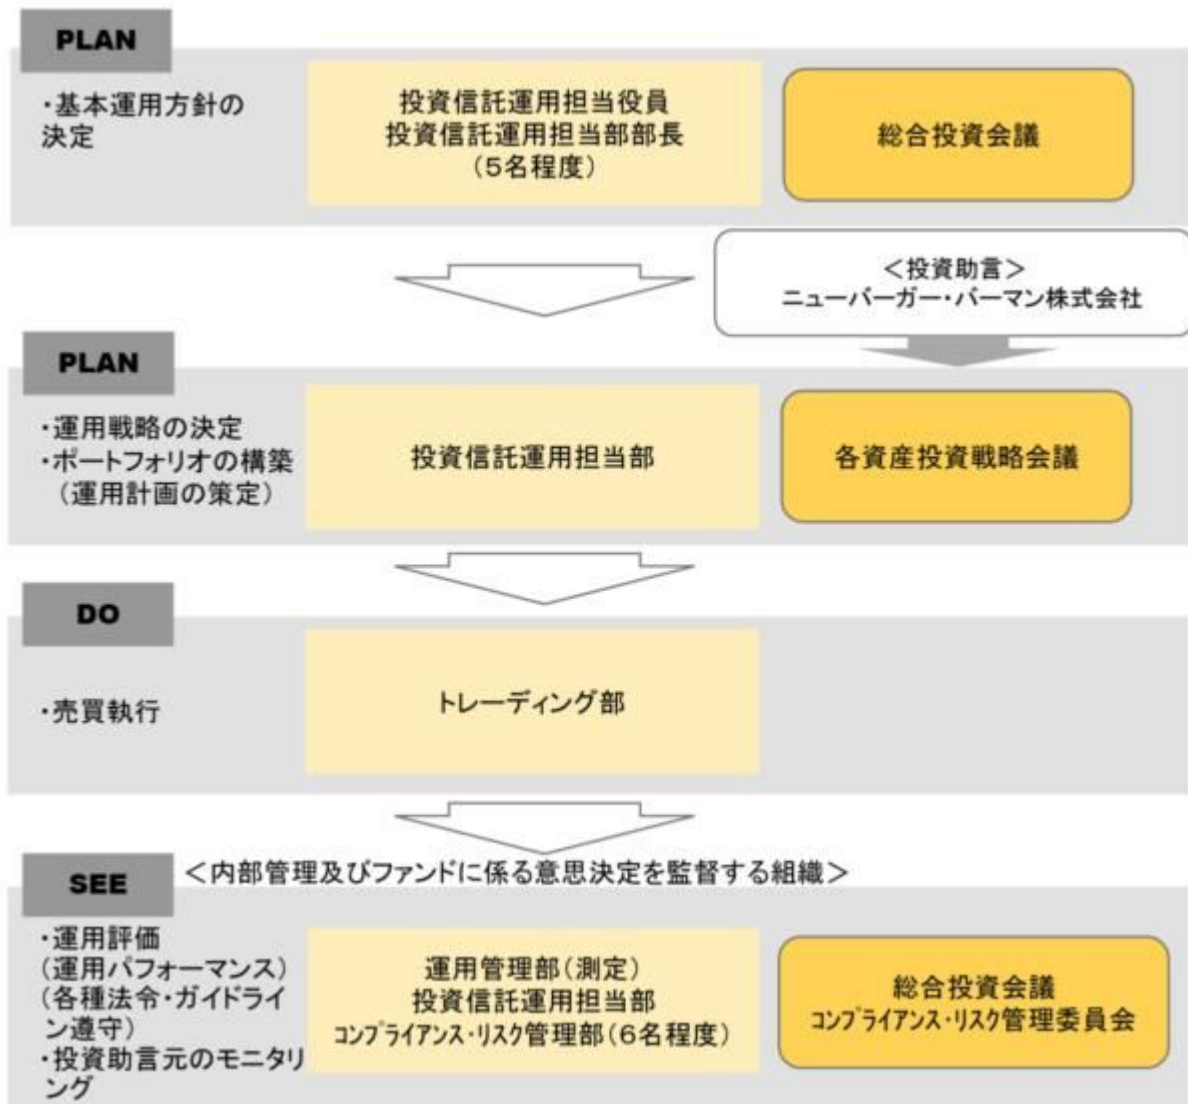 PLAN
・基本運用方針の
決定
投資信託運用担当役員
投資信託運用担当部部長
(5名程度)
総合投資会議
＜投資助言＞
ニューバーガー・バーマン株式会社
PLAN
・運用戦略の決定
・ポートフォリオの構築
(運用計画の策定)
投資信託運用担当部
各資産投資戦略会議
DO
・売買執行
トレーディング部
SEE
＜内部管理及びファンドに係る意思決定を監督する組織＞
・運用評価
(運用パフォーマンス)
(各種法令・ガイドライ
ン遵守)
・投資助言元のモニタリ
ング
運用管理部(測定)
投資信託運用担当部
ｺﾝﾌﾟﾗｲｱﾝｽ・ﾘｽｸ管理部(6名程度)
総合投資会議
ｺﾝﾌﾟﾗｲｱﾝｽ・ﾘｽｸ管理委員会